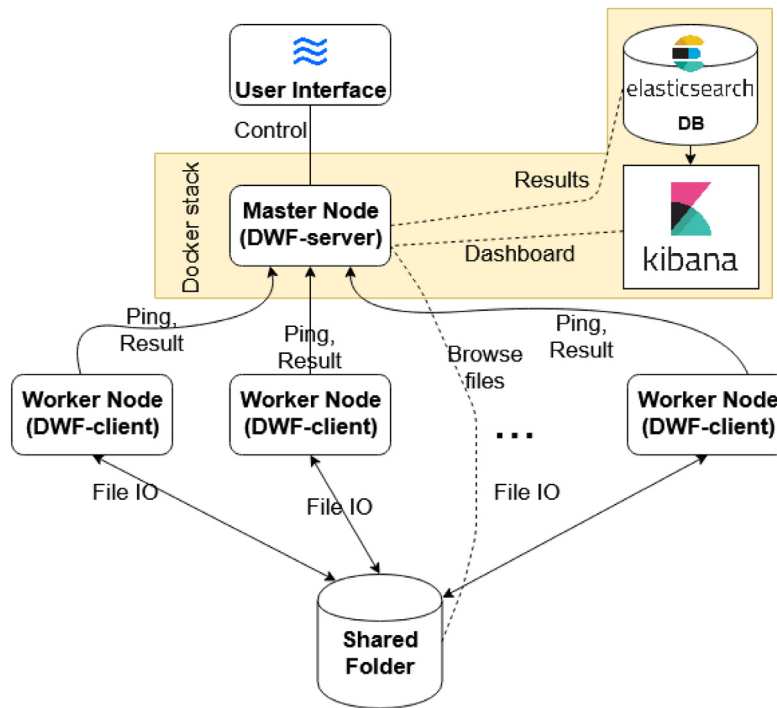 User Interface
elasticsearch
DB
Control
Docker stack
Results
Master Node
(DWF-server)
Dashboard
kibana
Ping,
Result
Ping,
Result
Ping,
Result
Browse
files
Worker Node
(DWF-client)
Worker Node
(DWF-client)
...
Worker Node
(DWF-client)
File IO
File IO
File IO
Shared
Folder